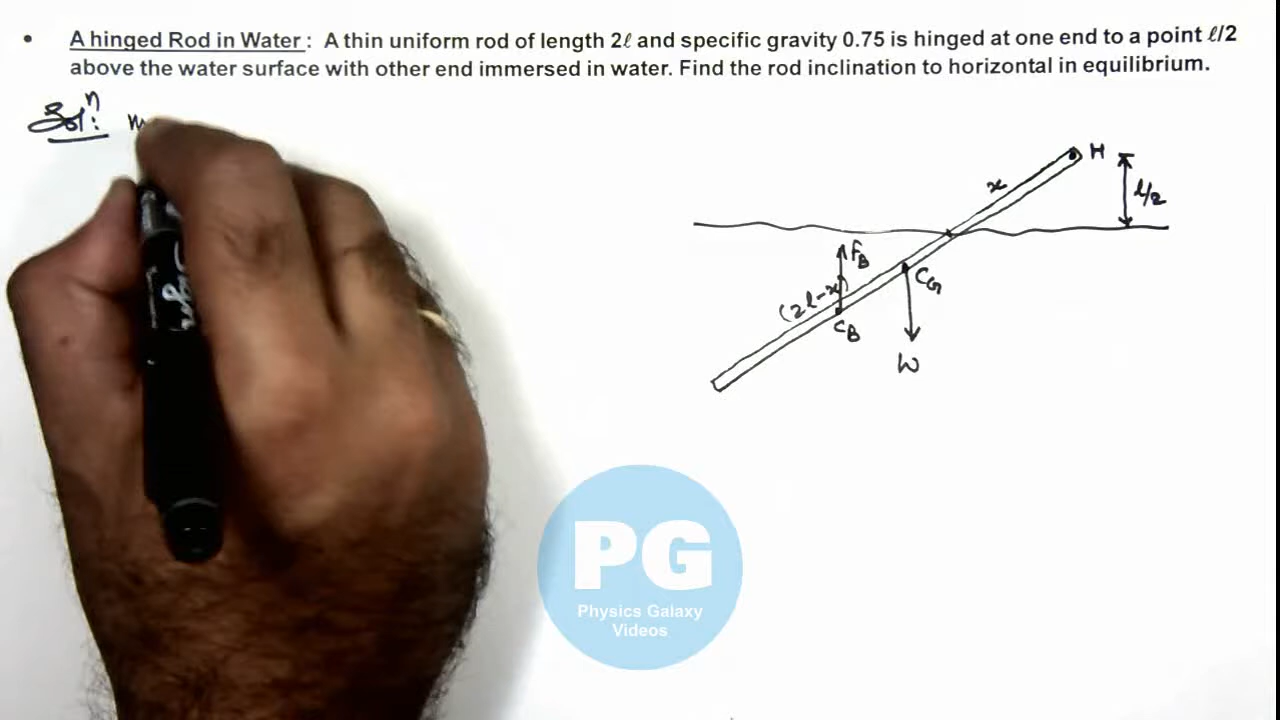 • A hinged Rod in Water : A thin uniform rod of length 2ℓ and specific gravity 0.75 is hinged at one end to a point ℓ/2
above the water surface with other end immersed in water. Find the rod inclination to horizontal in equilibrium.
Solⁿ:
H
x
l/2
F_B
C_G
(2l-x)
C_B
W
PG
Physics Galaxy
Videos